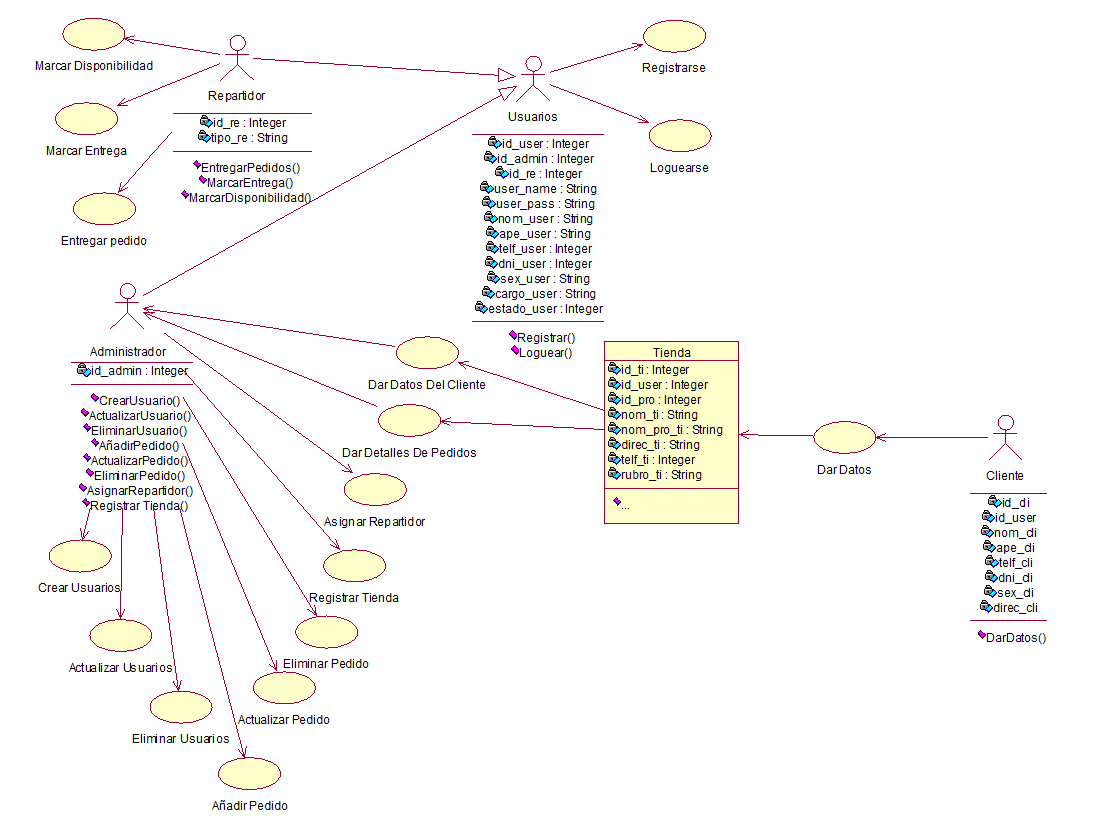 Marcar Disponibilidad
Marcar Entrega
Entregar pedido
Repartidor
id_re : Integer
tipo_re : String
EntregarPedidos()
MarcarEntrega()
MarcarDisponibilidad()
Usuarios
id_user : Integer
id_admin : Integer
id_re : Integer
user_name : String
user_pass : String
nom_user : String
ape_user : String
telf_user : Integer
dni_user : Integer
sex_user : String
cargo_user : String
estado_user : Integer
Registrar()
Loguear()
Registrarse
Loguearse
Administrador
id_admin : Integer
CrearUsuario()
ActualizarUsuario()
EliminarUsuario()
AñadirPedido()
ActualizarPedido()
EliminarPedido()
AsignarRepartidor()
Registrar Tienda()
Dar Datos Del Cliente
Dar Detalles De Pedidos
Asignar Repartidor
Registrar Tienda
Eliminar Pedido
Actualizar Pedido
Crear Usuarios
Actualizar Usuarios
Eliminar Usuarios
Añadir Pedido
Tienda
id_ti : Integer
id_user : Integer
id_pro : Integer
nom_ti : String
nom_pro_ti : String
direc_ti : String
telf_ti : Integer
rubro_ti : String
...
Dar Datos
Cliente
id_di
id_user
nom_di
ape_di
telf_cli
dni_di
sex_di
direc_cli
DarDatos()